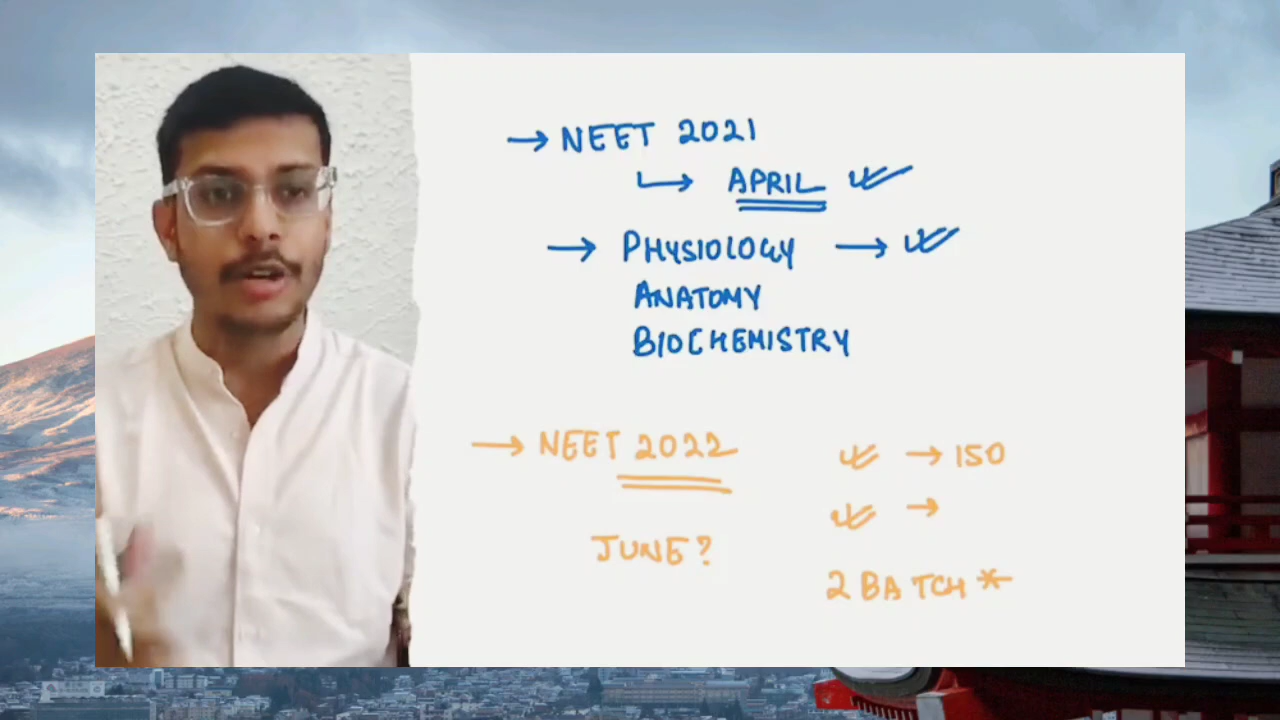 → NEET 2021
↳ APRIL
→ PHYSIOLOGY →
ANATOMY
BIOCHEMISTRY
→ NEET 2022
→ 150
→
JUNE?
2 BATCH *